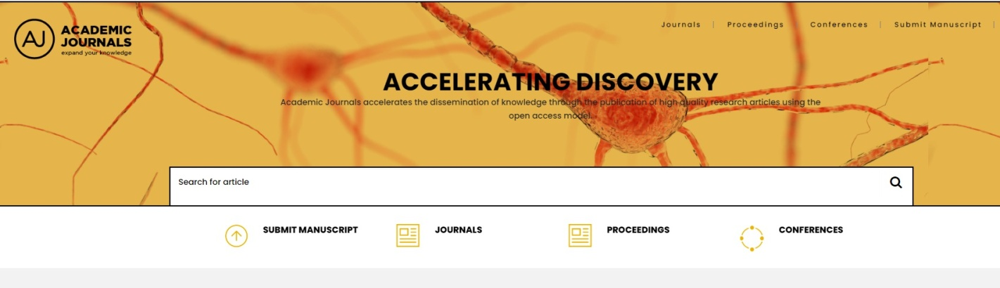 ACADEMIC
JOURNALS
expand your knowledge
AJ
Journals | Proceedings Conferences | Submit Manuscript |
ACCELERATING DISCOVERY
Academic Journals accelerates the dissemination of knowledge through the publication of high quality research articles using the
open access model.
Search for article
SUBMIT MANUSCRIPT JOURNALS PROCEEDINGS CONFERENCES